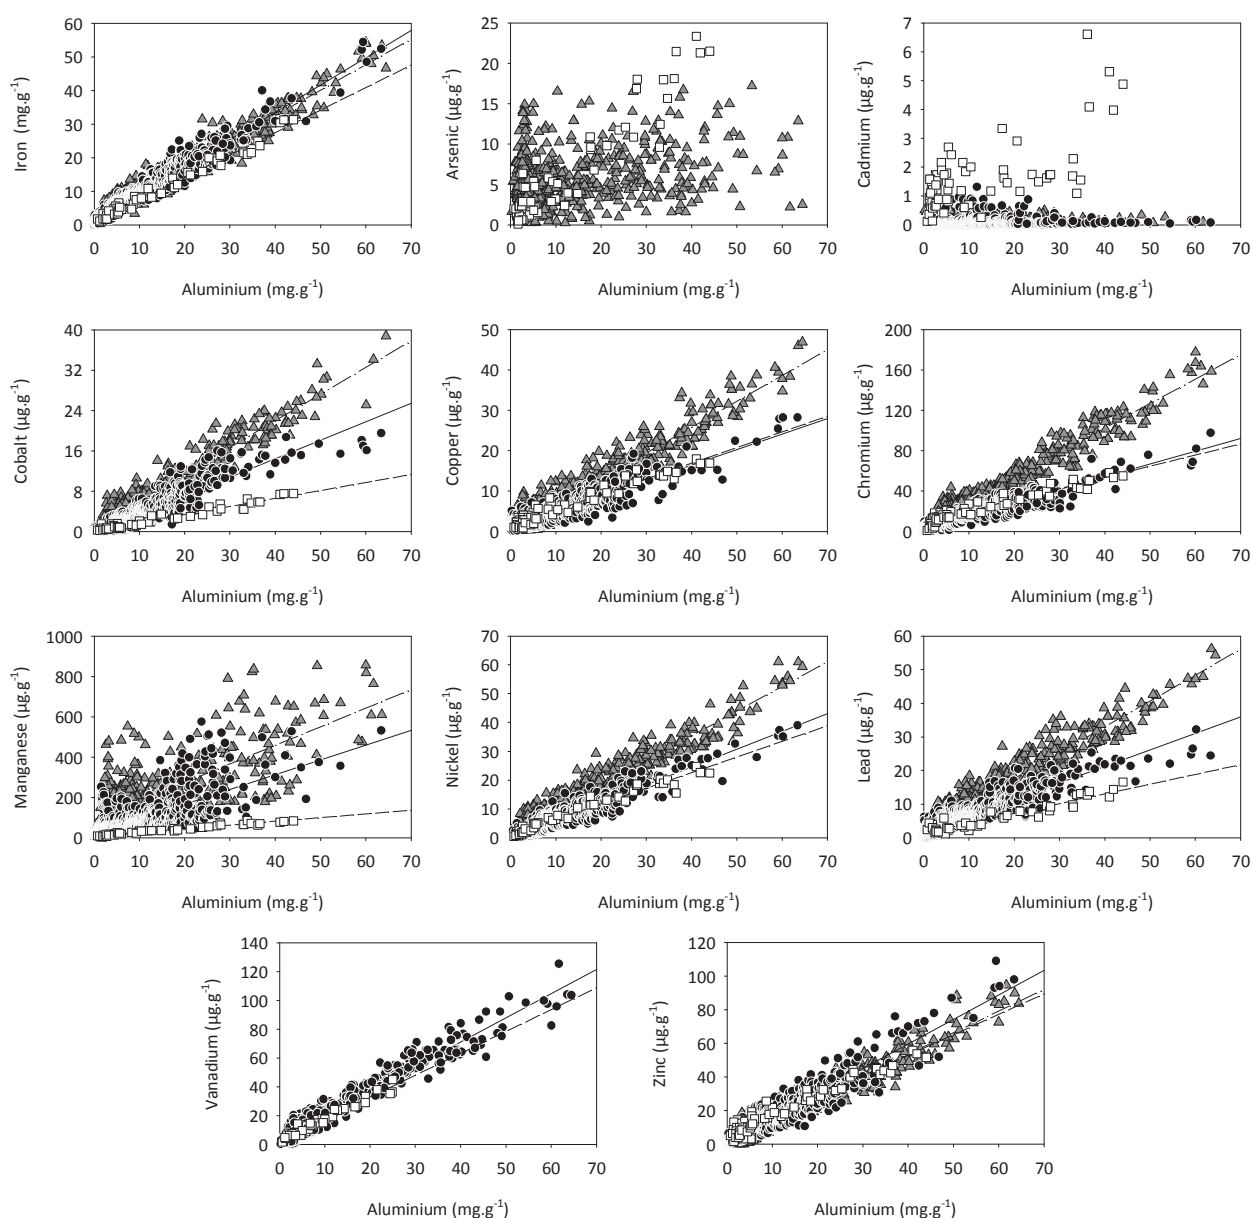 Iron (mg.g⁻¹)
60
50
40
30
20
10
0
0 10 20 30 40 50 60 70
Aluminium (mg.g⁻¹)
Arsenic (µg.g⁻¹)
25
20
15
10
5
0
0 10 20 30 40 50 60 70
Aluminium (mg.g⁻¹)
Cadmium (µg.g⁻¹)
7
6
5
4
3
2
1
0
0 10 20 30 40 50 60 70
Aluminium (mg.g⁻¹)
Cobalt (µg.g⁻¹)
40
32
24
16
8
0
0 10 20 30 40 50 60 70
Aluminium (mg.g⁻¹)
Copper (µg.g⁻¹)
50
40
30
20
10
0
0 10 20 30 40 50 60 70
Aluminium (mg.g⁻¹)
Chromium (µg.g⁻¹)
200
160
120
80
40
0
0 10 20 30 40 50 60 70
Aluminium (mg.g⁻¹)
Manganese (µg.g⁻¹)
1000
800
600
400
200
0
0 10 20 30 40 50 60 70
Aluminium (mg.g⁻¹)
Nickel (µg.g⁻¹)
70
60
50
40
30
20
10
0
0 10 20 30 40 50 60 70
Aluminium (mg.g⁻¹)
Lead (µg.g⁻¹)
60
50
40
30
20
10
0
0 10 20 30 40 50 60 70
Aluminium (mg.g⁻¹)
Vanadium (µg.g⁻¹)
140
120
100
80
60
40
20
0
0 10 20 30 40 50 60 70
Aluminium (mg.g⁻¹)
Zinc (µg.g⁻¹)
120
100
80
60
40
20
0
0 10 20 30 40 50 60 70
Aluminium (mg.g⁻¹)